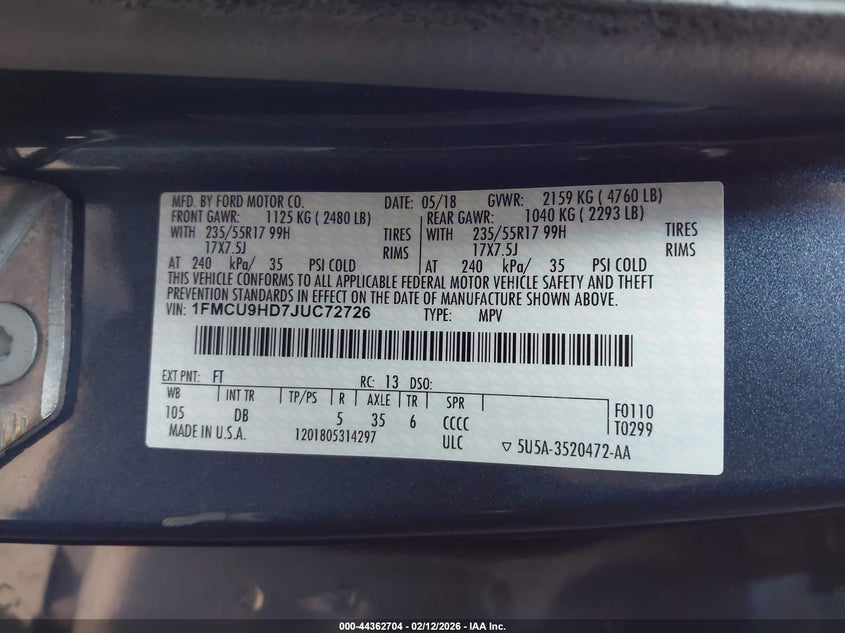 MFD. BY FORD MOTOR CO. DATE: 05/18 GVWR: 2159 KG ( 4760 LB)
FRONT GAWR: 1125 KG ( 2480 LB) REAR GAWR: 1040 KG ( 2293 LB)
WITH 235/55R17 99H TIRES WITH 235/55R17 99H TIRES
17X7.5J RIMS 17X7.5J RIMS
AT 240 kPa/ 35 PSI COLD AT 240 kPa/ 35 PSI COLD
THIS VEHICLE CONFORMS TO ALL APPLICABLE FEDERAL MOTOR VEHICLE SAFETY AND THEFT
PREVENTION STANDARDS IN EFFECT ON THE DATE OF MANUFACTURE SHOWN ABOVE.
VIN: 1FMCU9HD7JUC72726 TYPE: MPV
EXT PNT: FT RC: 13 DSO:
WB INT TR TP/PS R AXLE TR SPR F0110
105 DB 5 35 6 CCCC T0299
MADE IN U.S.A. 1201805314297 ULC ▽ 5U5A-3520472-AA
000-44362704 - 02/12/2026 - IAA Inc.